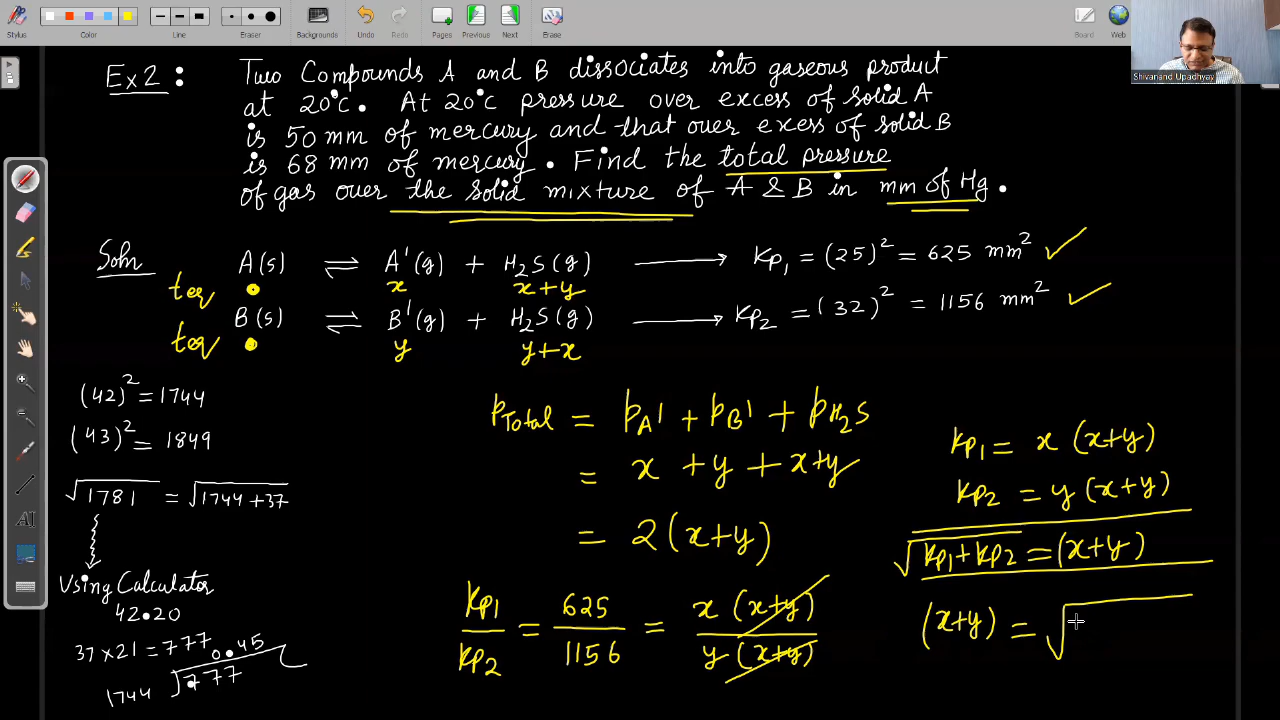 Color
Line
Eraser
Backgrounds
Undo
Pages
Previous
Next
Erase
Board
Web
Tools
Shivanand Upadhyay
Ex2 : Two Compounds A and B dissociates into gaseous product
at 20°c. At 20°c pressure over excess of solid A
is 50 mm of mercury and that over exess of solid B
is 68 mm of mercury. Find the total pressure
of gas over the solid mixture of A & B in mm of Hg.
Soln A(s) ⇌ A'(g) + H₂S(g) → Kp₁ = (25)² = 625 mm² ✓
teq • x x+y
B(s) ⇌ B'(g) + H₂S(g) → Kp₂ = (32)² = 1156 mm² ✓
teq • y y+x
(42)² = 1744
(43)² = 1849
√1781 = √1744+37
Using Calculator
42.20
37 × 21 = 777
0.45
1744 √777
PTotal = PA' + PB' + PH₂S
= x + y + x+y
= 2(x+y)
Kp₁/Kp₂ = 625/1156 = x(x+y)/y(x+y)
Kp₁ = x(x+y)
Kp₂ = y(x+y)
√Kp₁+Kp₂ = (x+y)
(x+y) = √